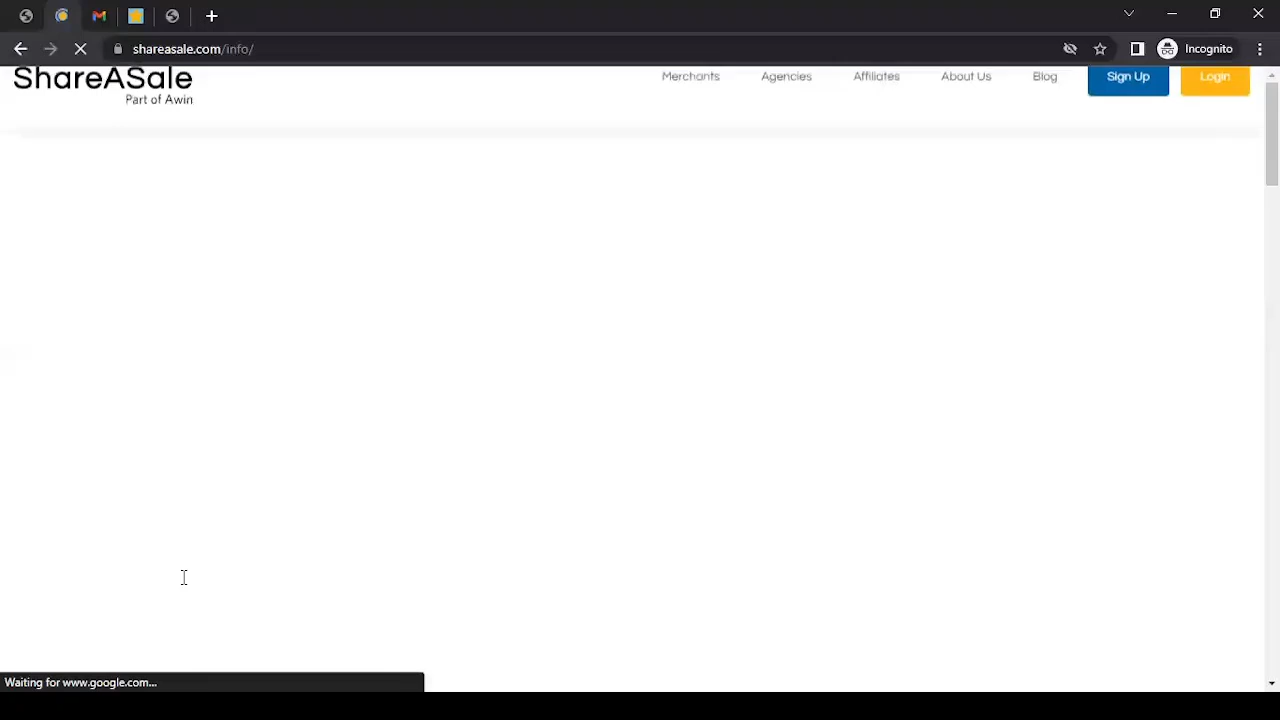 shareasale.com/info/
Incognito
ShareASale
Part of Awin
Merchants
Agencies
Affiliates
About Us
Blog
Sign Up
Login
Waiting for www.google.com...